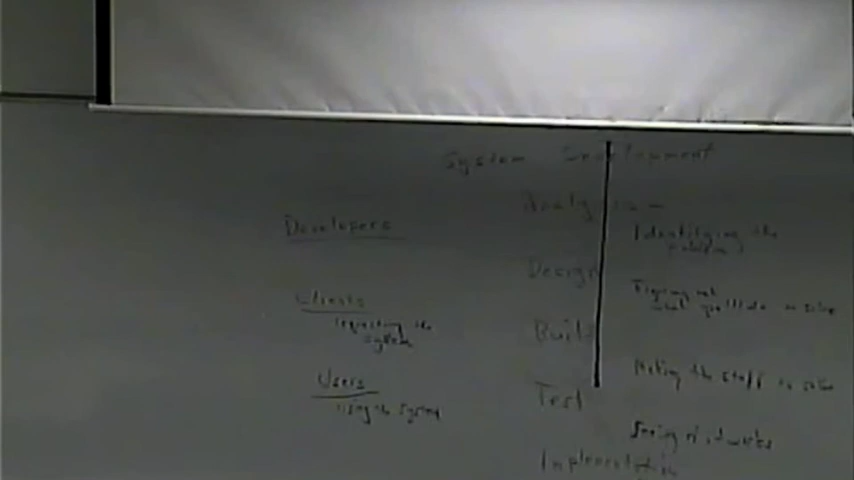 System Development
Analysis
Developers
Identifying the
problem
Design
Clients
Figuring out
what you'll do to solve
requesting the
system
Build
Users
Making the stuff to solve
using the system
Test
Seeing if it works
Implementation